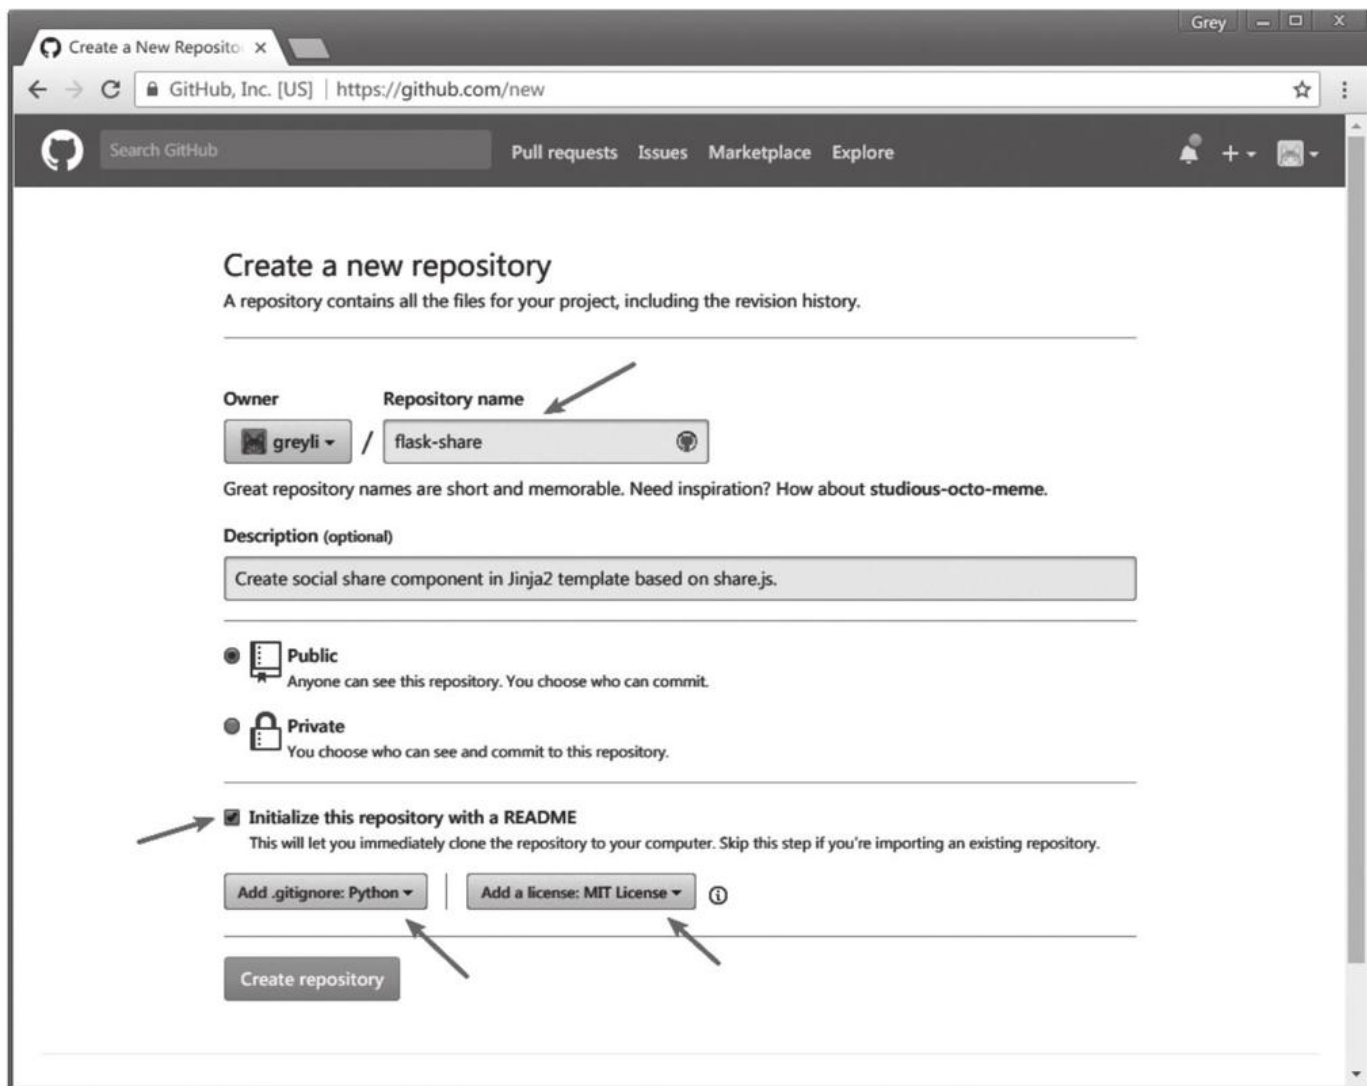 Grey
Create a New Reposito
GitHub, Inc. [US] | https://github.com/new
Search GitHub
Pull requests Issues Marketplace Explore
Create a new repository
A repository contains all the files for your project, including the revision history.
Owner Repository name
greyli / flask-share
Great repository names are short and memorable. Need inspiration? How about studious-octo-meme.
Description (optional)
Create social share component in Jinja2 template based on share.js.
Public
Anyone can see this repository. You choose who can commit.
Private
You choose who can see and commit to this repository.
Initialize this repository with a README
This will let you immediately clone the repository to your computer. Skip this step if you're importing an existing repository.
Add .gitignore: Python Add a license: MIT License
Create repository